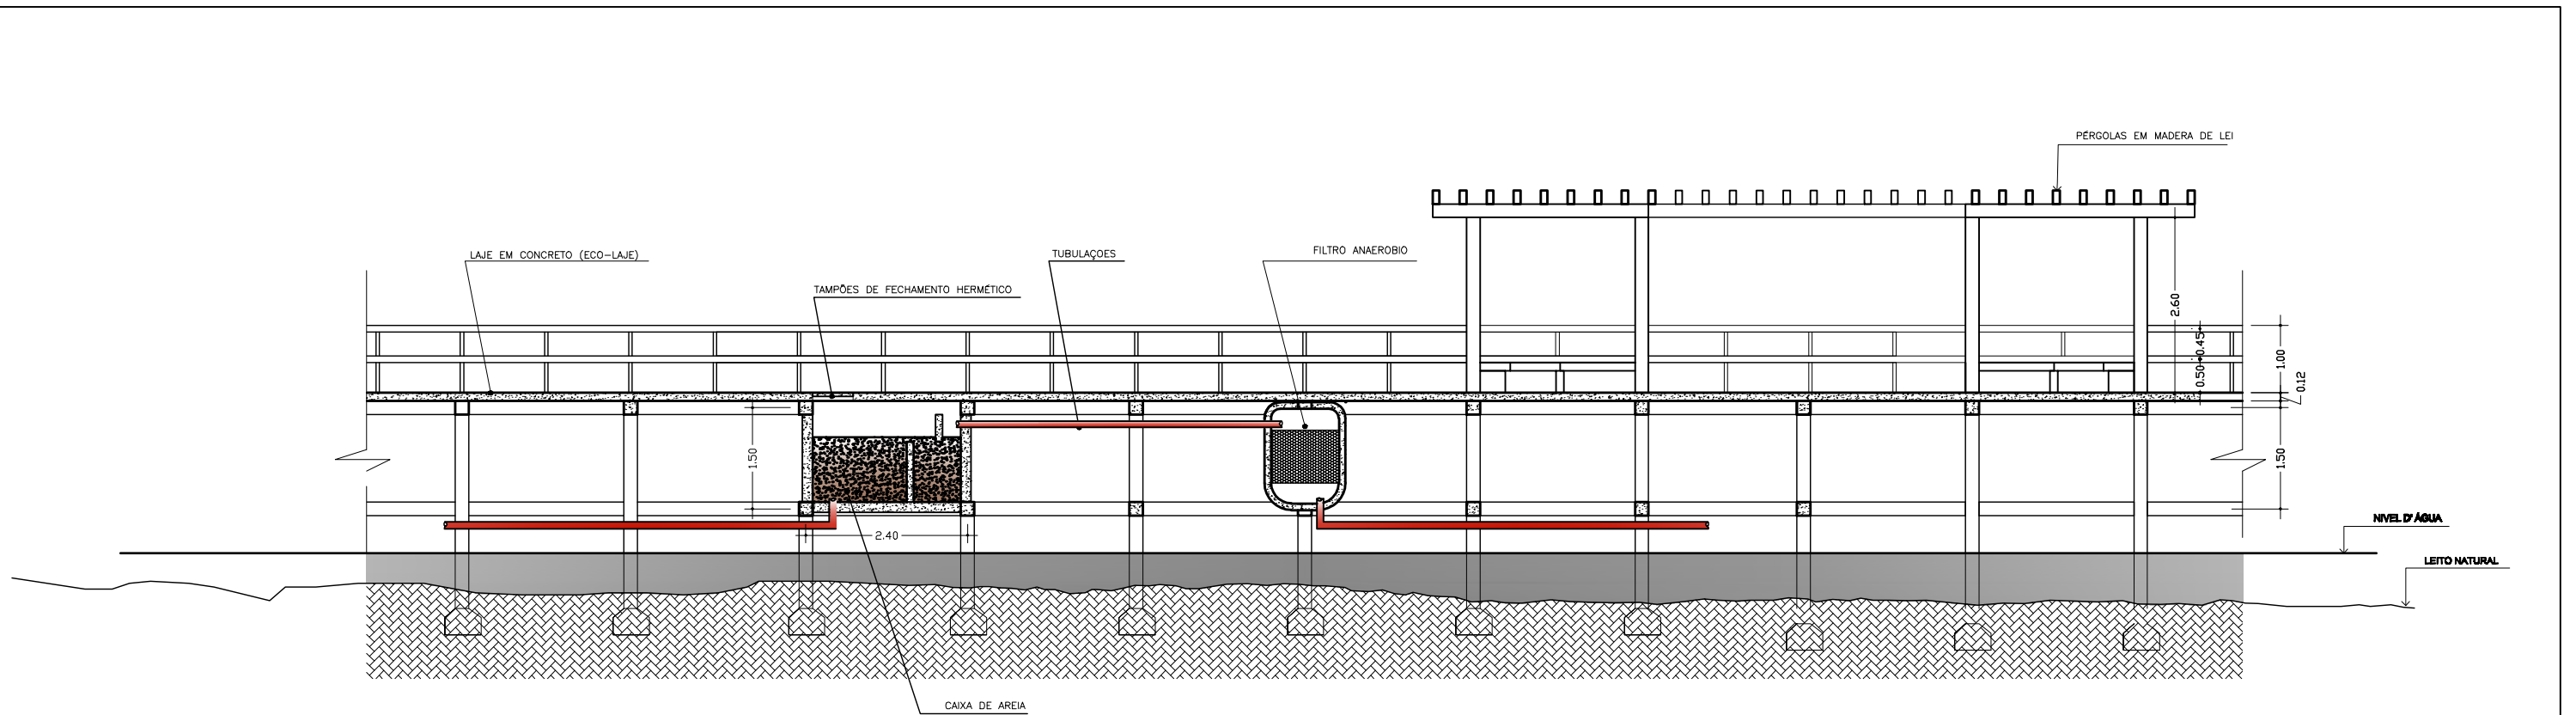 PÉRGOLAS EM MADERA DE LEI
LAJE EM CONCRETO (ECO-LAJE)
TUBULAÇOES
FILTRO ANAEROBIO
TAMPÕES DE FECHAMENTO HERMÉTICO
2.60
0.45
1.00
0.50
0.12
1.50
1.50
2.40
NIVEL D' ÁGUA
LEITO NATURAL
CAIXA DE AREIA